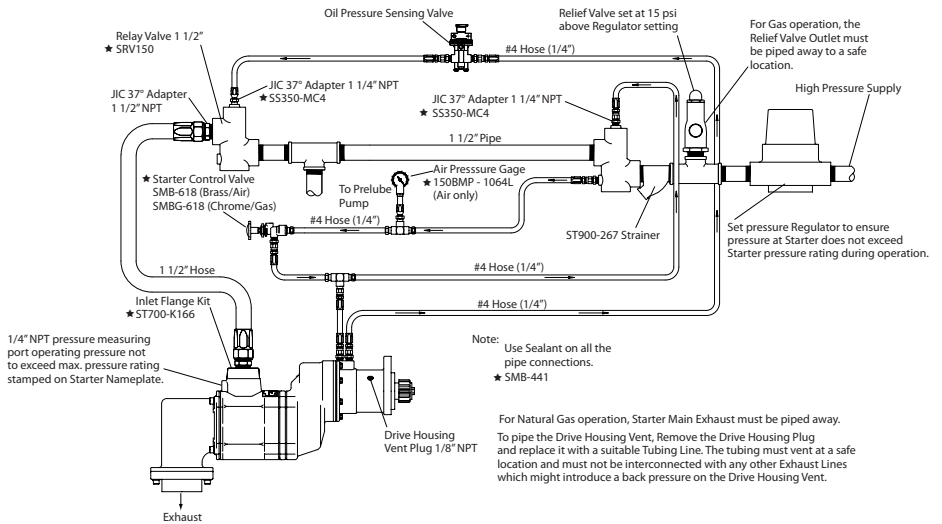 Oil Pressure Sensing Valve
Relief Valve set at 15 psi
above Regulator setting
For Gas operation, the
Relief Valve Outlet must
be piped away to a safe
location.
Relay Valve 1 1/2"
★ SRV150
#4 Hose (1/4")
High Pressure Supply
JIC 37° Adapter
1 1/2" NPT
JIC 37° Adapter 1 1/4" NPT
★ SS350-MC4
JIC 37° Adapter 1 1/4" NPT
★ SS350-MC4
1 1/2" Pipe
★ Starter Control Valve
SMB-618 (Brass/Air)
SMBG-618 (Chrome/Gas)
To Prelube
Pump
Air Pressure Gage
★ 150BMP - 1064L
(Air only)
#4 Hose (1/4")
ST900-267 Strainer
Set pressure Regulator to ensure
pressure at Starter does not exceed
Starter pressure rating during operation.
1 1/2" Hose
#4 Hose (1/4")
Inlet Flange Kit
★ ST700-K166
#4 Hose (1/4")
1/4" NPT pressure measuring
port operating pressure not
to exceed max. pressure rating
stamped on Starter Nameplate.
Note:
Use Sealant on all the
pipe connections.
★ SMB-441
Drive Housing
Vent Plug 1/8" NPT
For Natural Gas operation, Starter Main Exhaust must be piped away.
To pipe the Drive Housing Vent, Remove the Drive Housing Plug
and replace it with a suitable Tubing Line. The tubing must vent at a safe
location and must not be interconnected with any other Exhaust Lines
which might introduce a back pressure on the Drive Housing Vent.
Exhaust